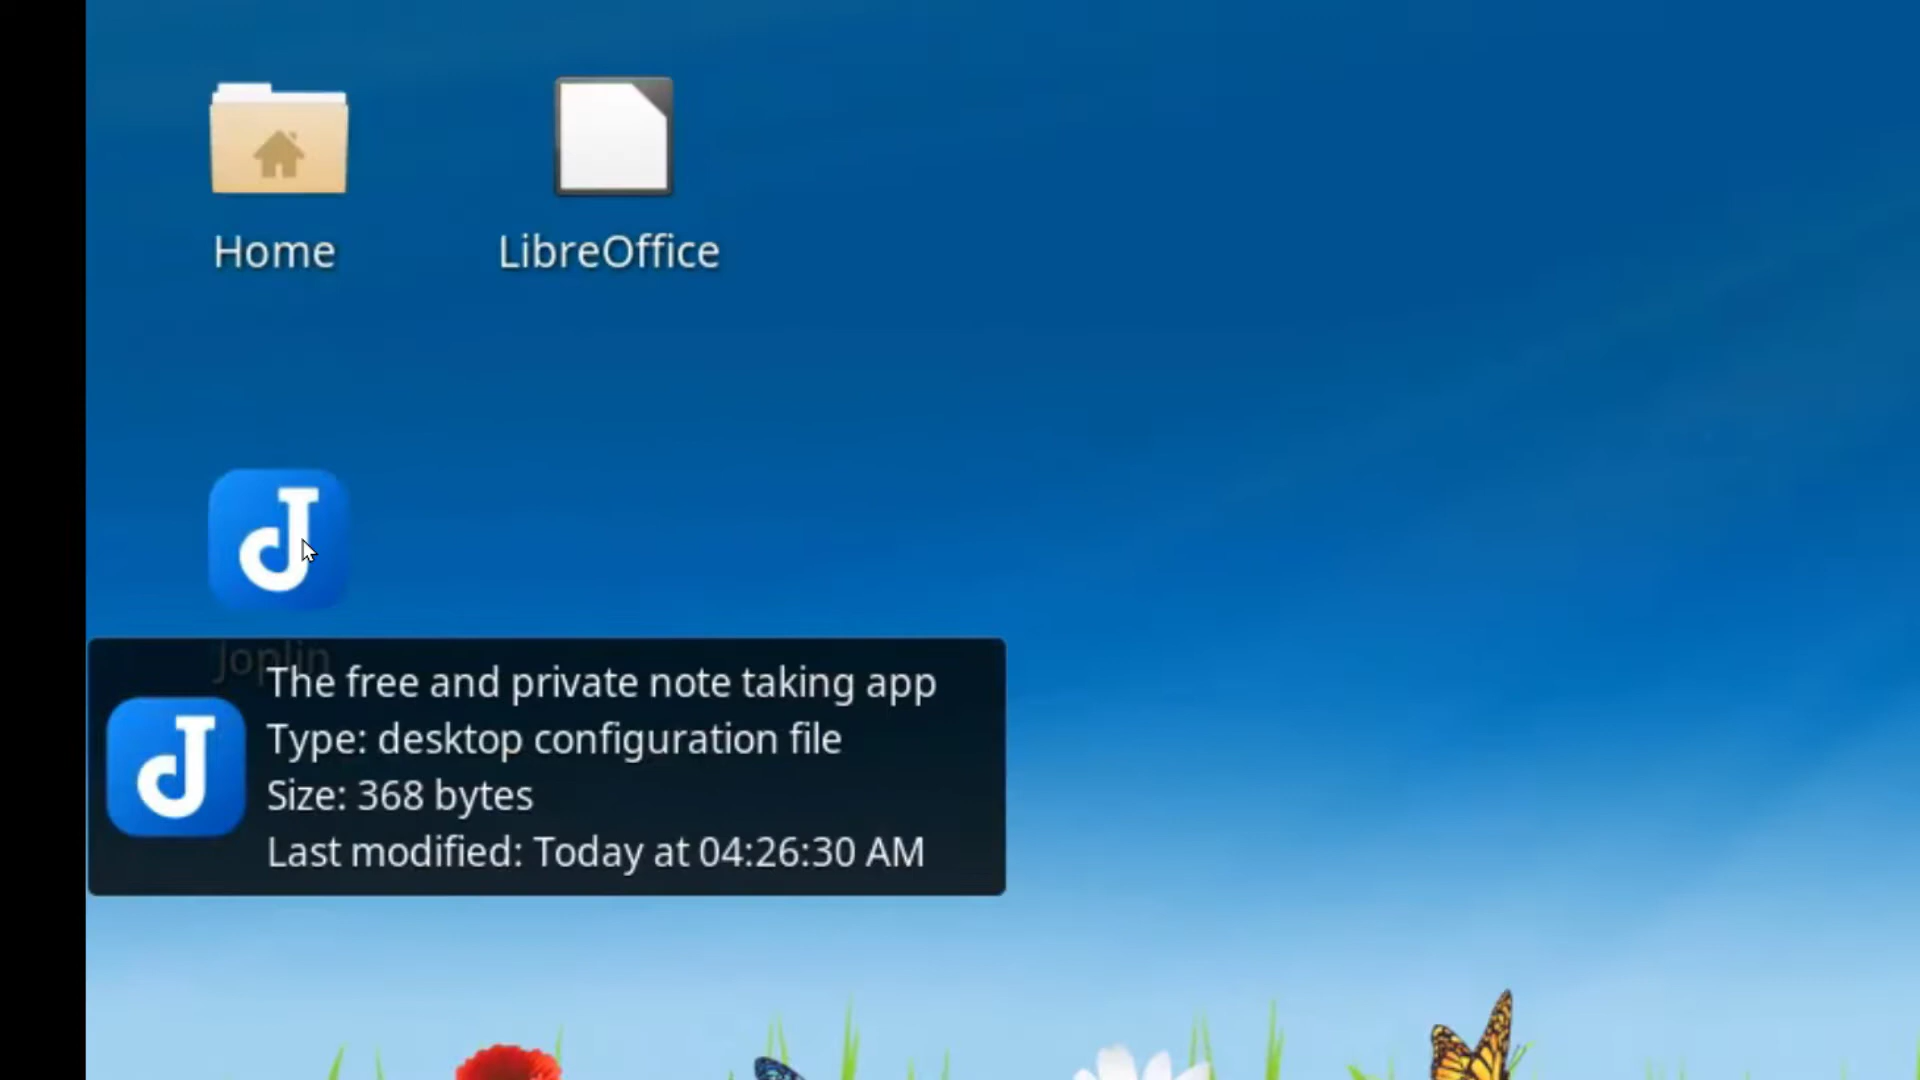 Home
LibreOffice
Joplin
The free and private note taking app
Type: desktop configuration file
Size: 368 bytes
Last modified: Today at 04:26:30 AM